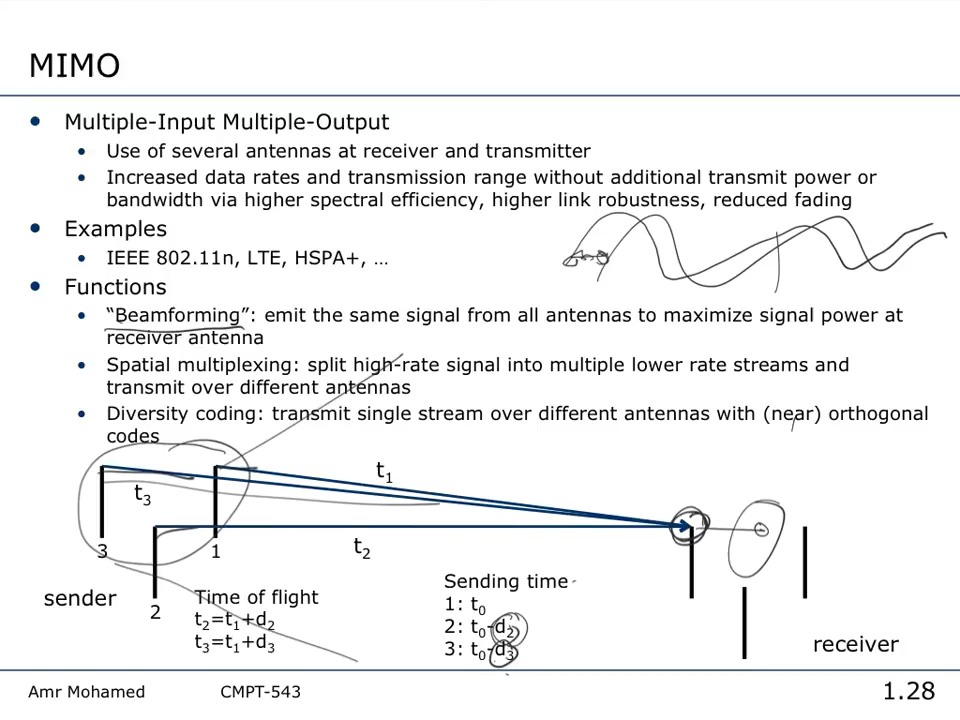 MIMO
• Multiple-Input Multiple-Output
• Use of several antennas at receiver and transmitter
• Increased data rates and transmission range without additional transmit power or
bandwidth via higher spectral efficiency, higher link robustness, reduced fading
• Examples
• IEEE 802.11n, LTE, HSPA+, …
• Functions
• “Beamforming”: emit the same signal from all antennas to maximize signal power at
receiver antenna
• Spatial multiplexing: split high-rate signal into multiple lower rate streams and
transmit over different antennas
• Diversity coding: transmit single stream over different antennas with (near) orthogonal
codes
t₁
t₃
t₂
3
1
2
sender
Time of flight
t₂=t₁+d₂
t₃=t₁+d₃
Sending time
1: t₀
2: t₀-d₂
3: t₀-d₃
receiver
Amr Mohamed
CMPT-543
1.28